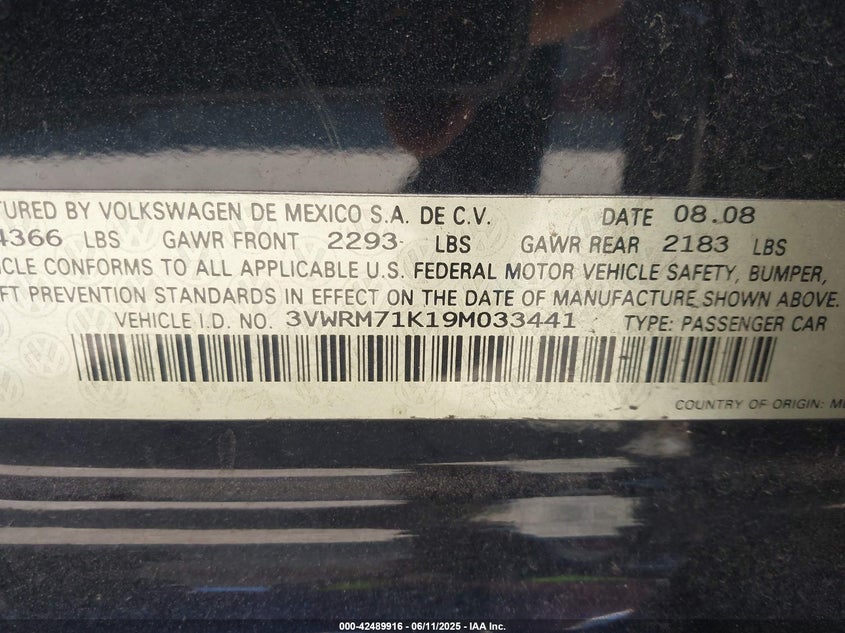 TURED BY VOLKSWAGEN DE MEXICO S.A. DE C.V. DATE 08.08
4366 LBS GAWR FRONT 2293 LBS GAWR REAR 2183 LBS
ICLE CONFORMS TO ALL APPLICABLE U.S. FEDERAL MOTOR VEHICLE SAFETY, BUMPER,
FT PREVENTION STANDARDS IN EFFECT ON THE DATE OF MANUFACTURE SHOWN ABOVE.
VEHICLE I.D. NO. 3VWRM71K19M033441 TYPE: PASSENGER CAR
COUNTRY OF ORIGIN: ME
000-42489916 - 06/11/2025 - IAA Inc.